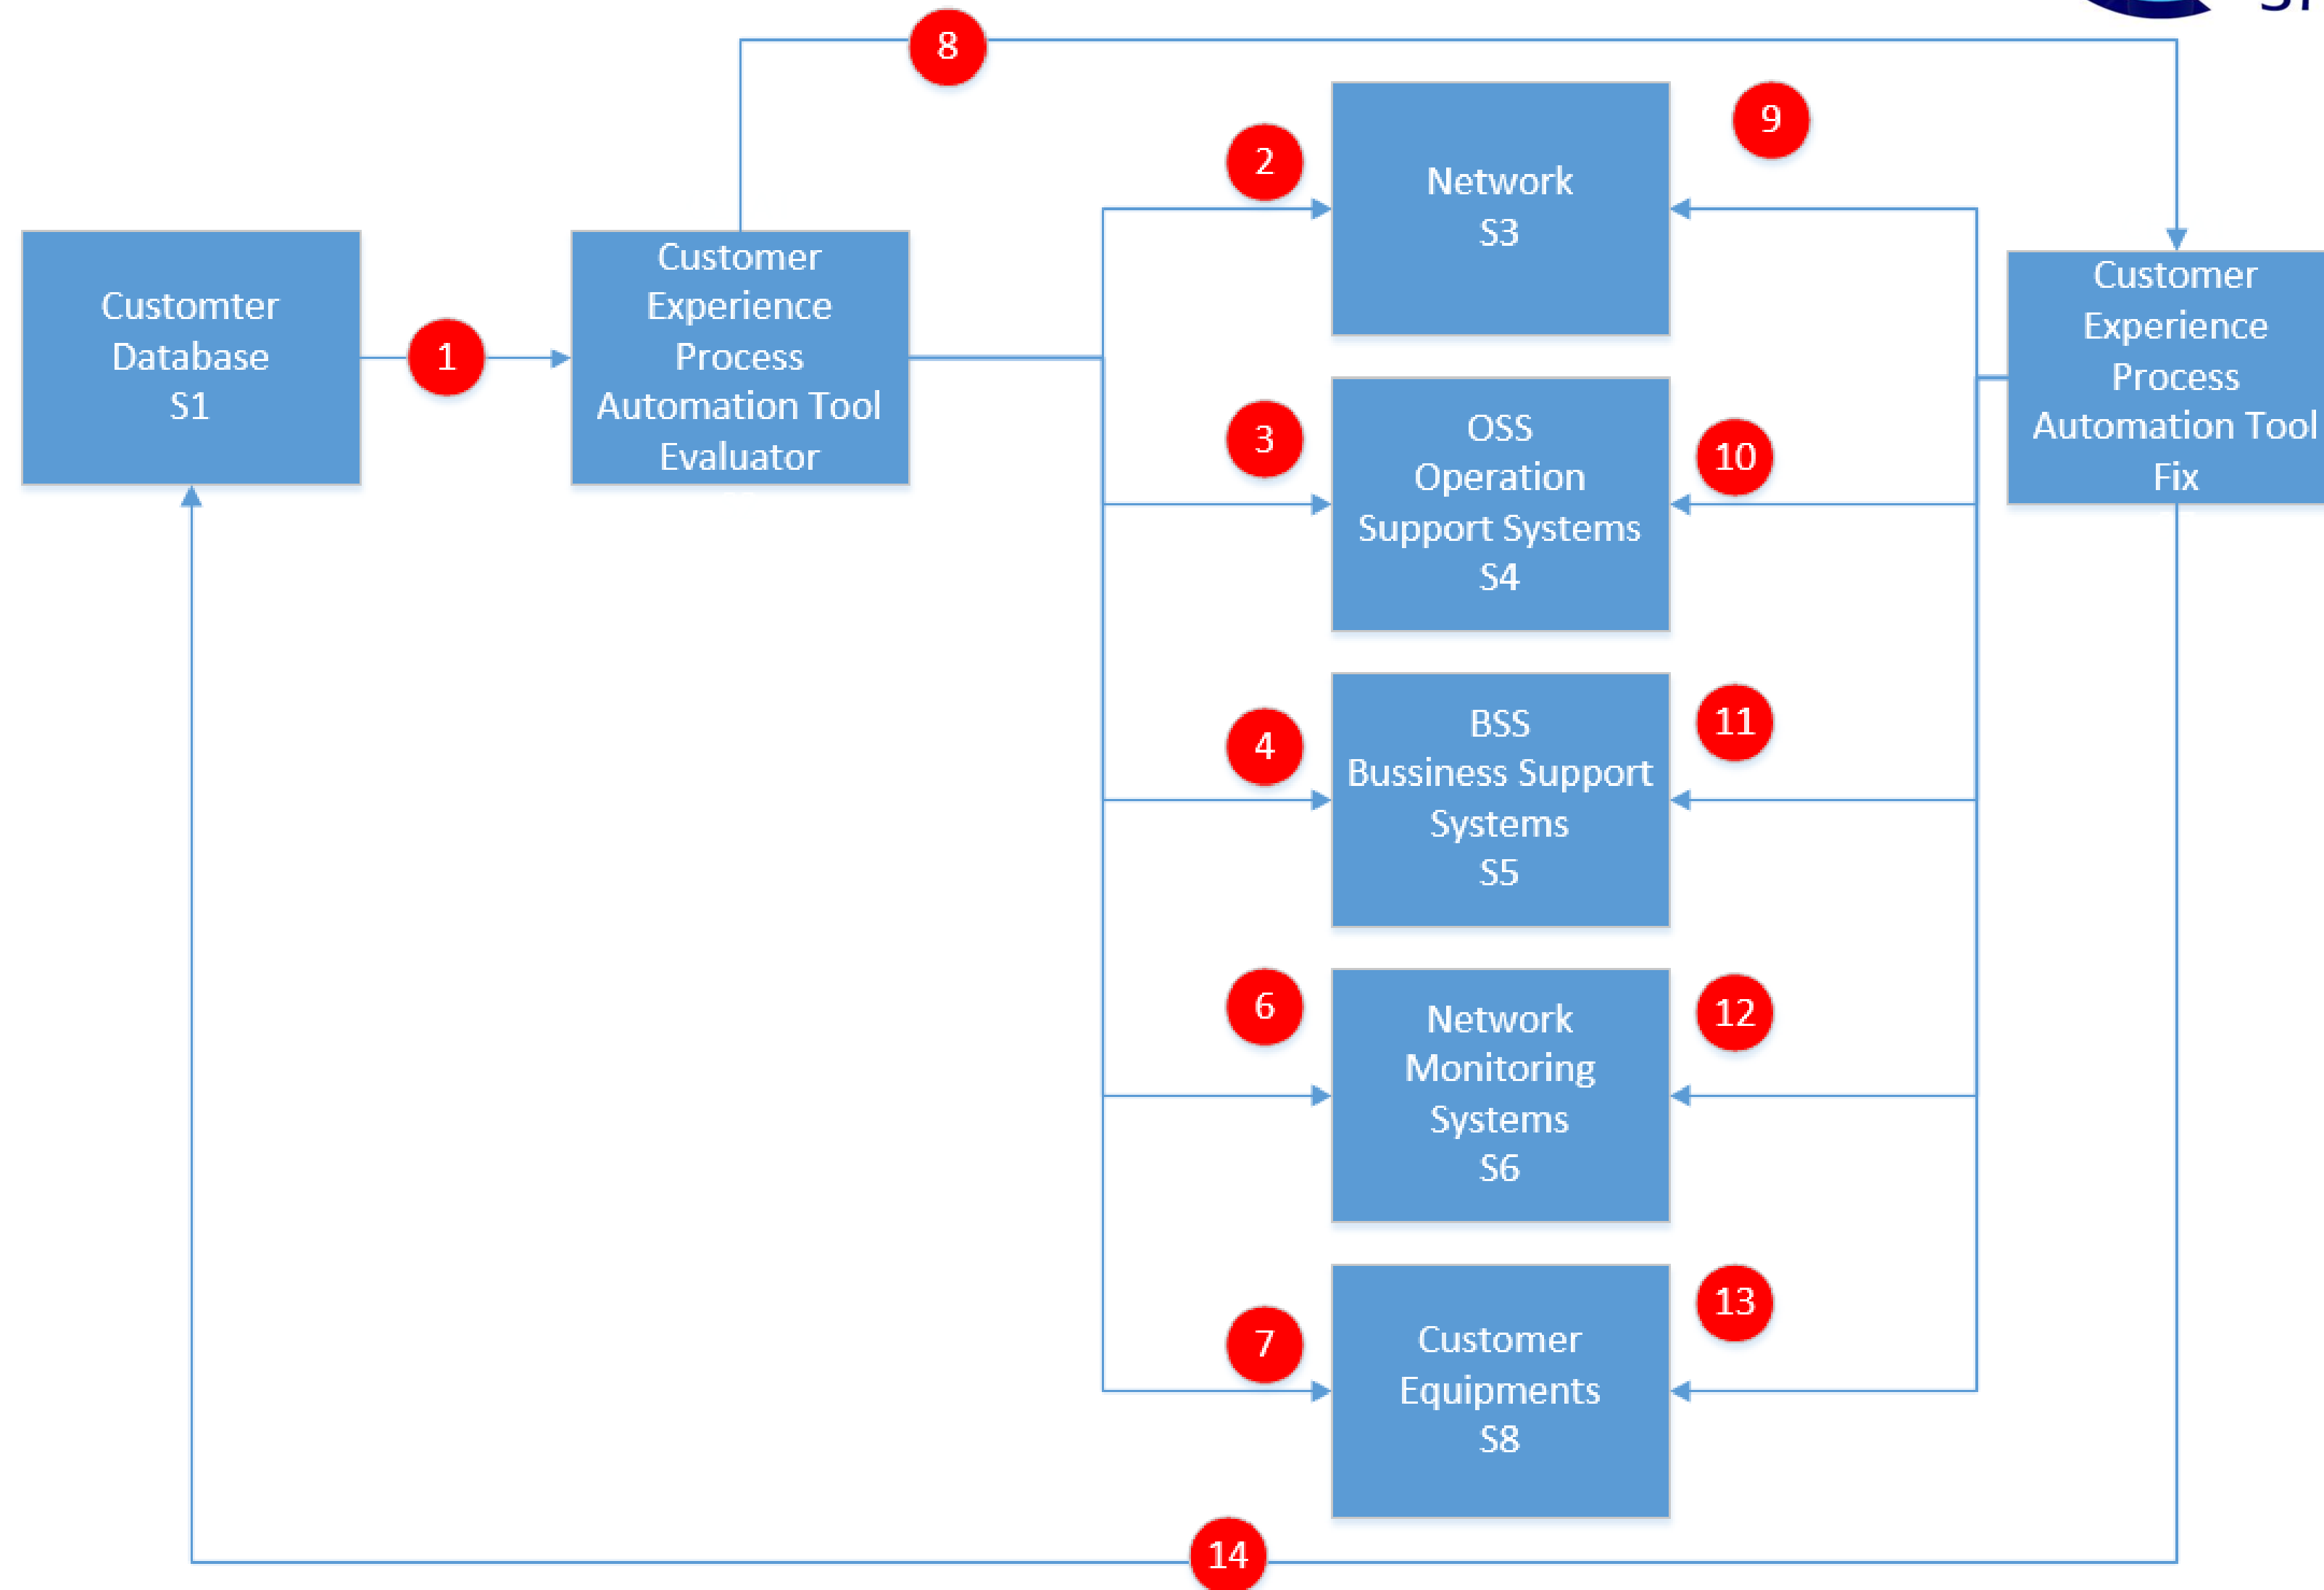 8
9
2
Network
S3
Customter
Database
S1
1
Customer
Experience
Process
Automation Tool
Evaluator
Customer
Experience
Process
Automation Tool
Fix
3
OSS
Operation
Support Systems
S4
10
4
BSS
Bussiness Support
Systems
S5
11
6
Network
Monitoring
Systems
S6
12
7
Customer
Equipments
S8
13
14